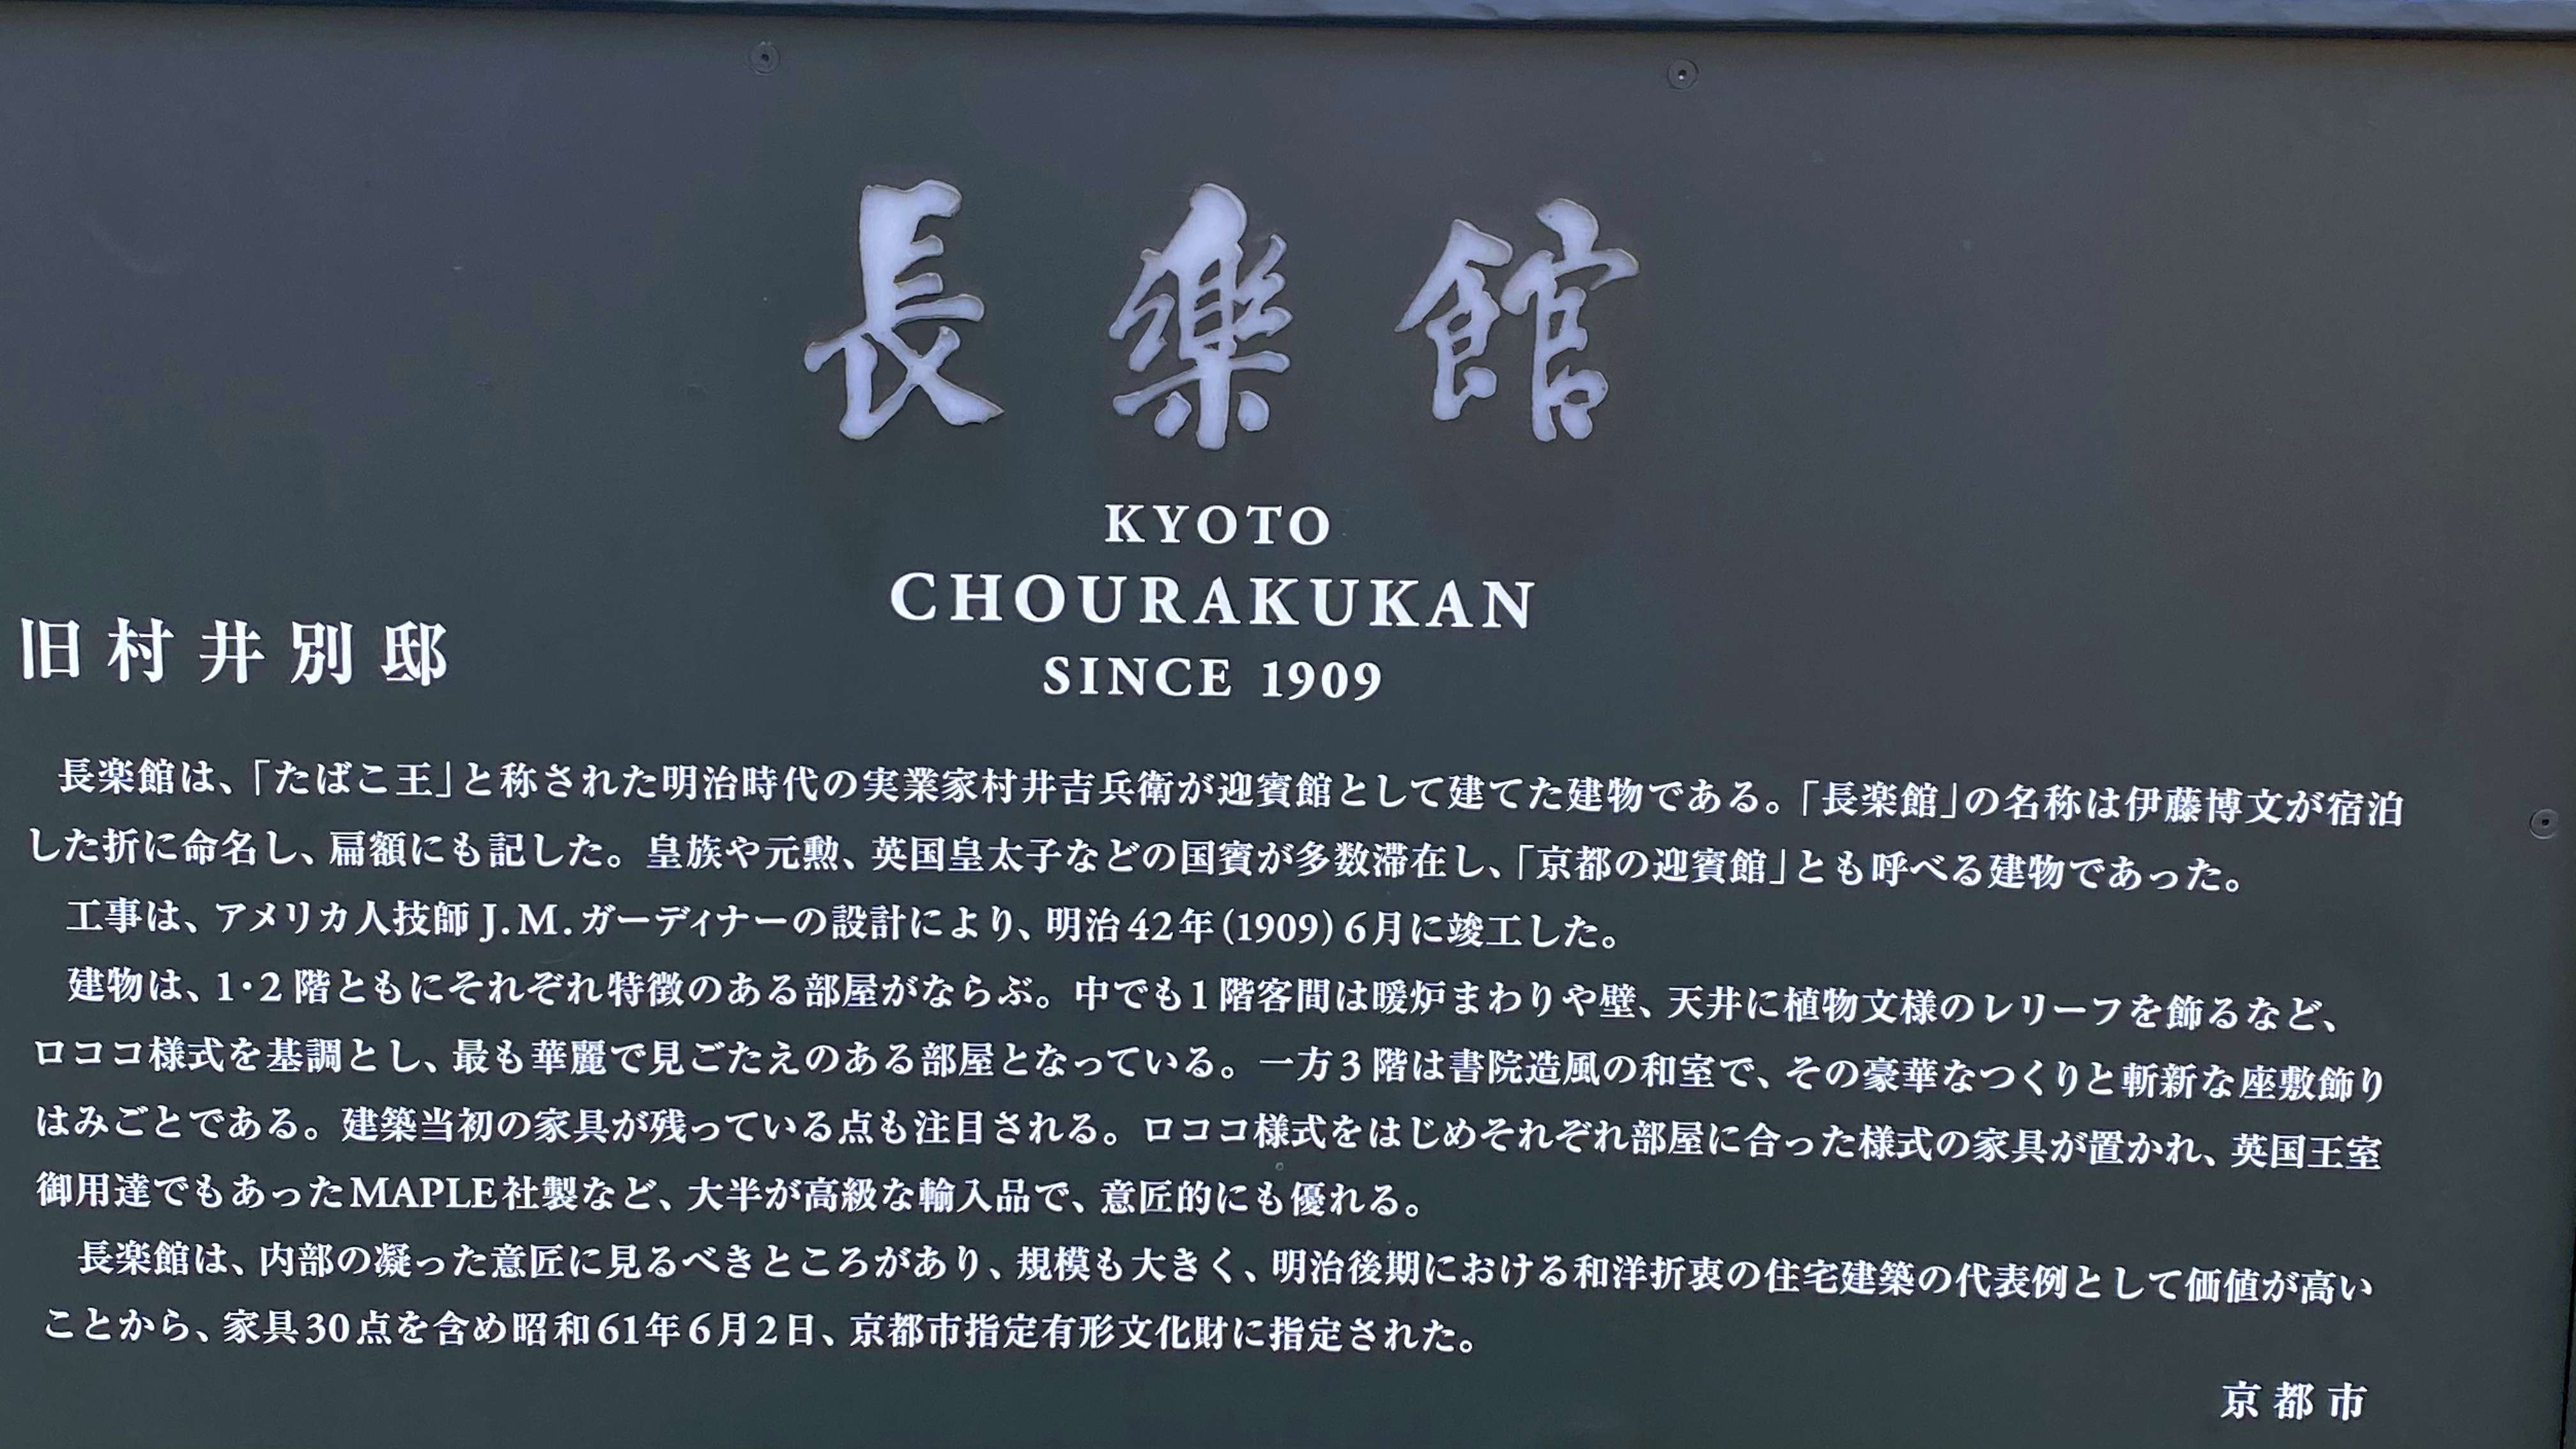 長樂館
KYOTO
CHOURAKUKAN
SINCE 1909
旧村井別邸
長楽館は、「たばこ王」と称された明治時代の実業家村井吉兵衛が迎賓館として建てた建物である。「長楽館」の名称は伊藤博文が宿泊
した折に命名し、扁額にも記した。皇族や元勲、英国皇太子などの国賓が多数滞在し、「京都の迎賓館」とも呼べる建物であった。
工事は、アメリカ人技師J.M.ガーディナーの設計により、明治42年(1909)6月に竣工した。
建物は、1・2階ともにそれぞれ特徴のある部屋がならぶ。中でも1階客間は暖炉まわりや壁、天井に植物文様のレリーフを飾るなど、
ロココ様式を基調とし、最も華麗で見ごたえのある部屋となっている。一方3階は書院造風の和室で、その豪華なつくりと斬新な座敷飾り
はみごとである。建築当初の家具が残っている点も注目される。ロココ様式をはじめそれぞれ部屋に合った様式の家具が置かれ、英国王室
御用達でもあったMAPLE社製など、大半が高級な輸入品で、意匠的にも優れる。
長楽館は、内部の凝った意匠に見るべきところがあり、規模も大きく、明治後期における和洋折衷の住宅建築の代表例として価値が高い
ことから、家具30点を含め昭和61年6月2日、京都市指定有形文化財に指定された。
京都市